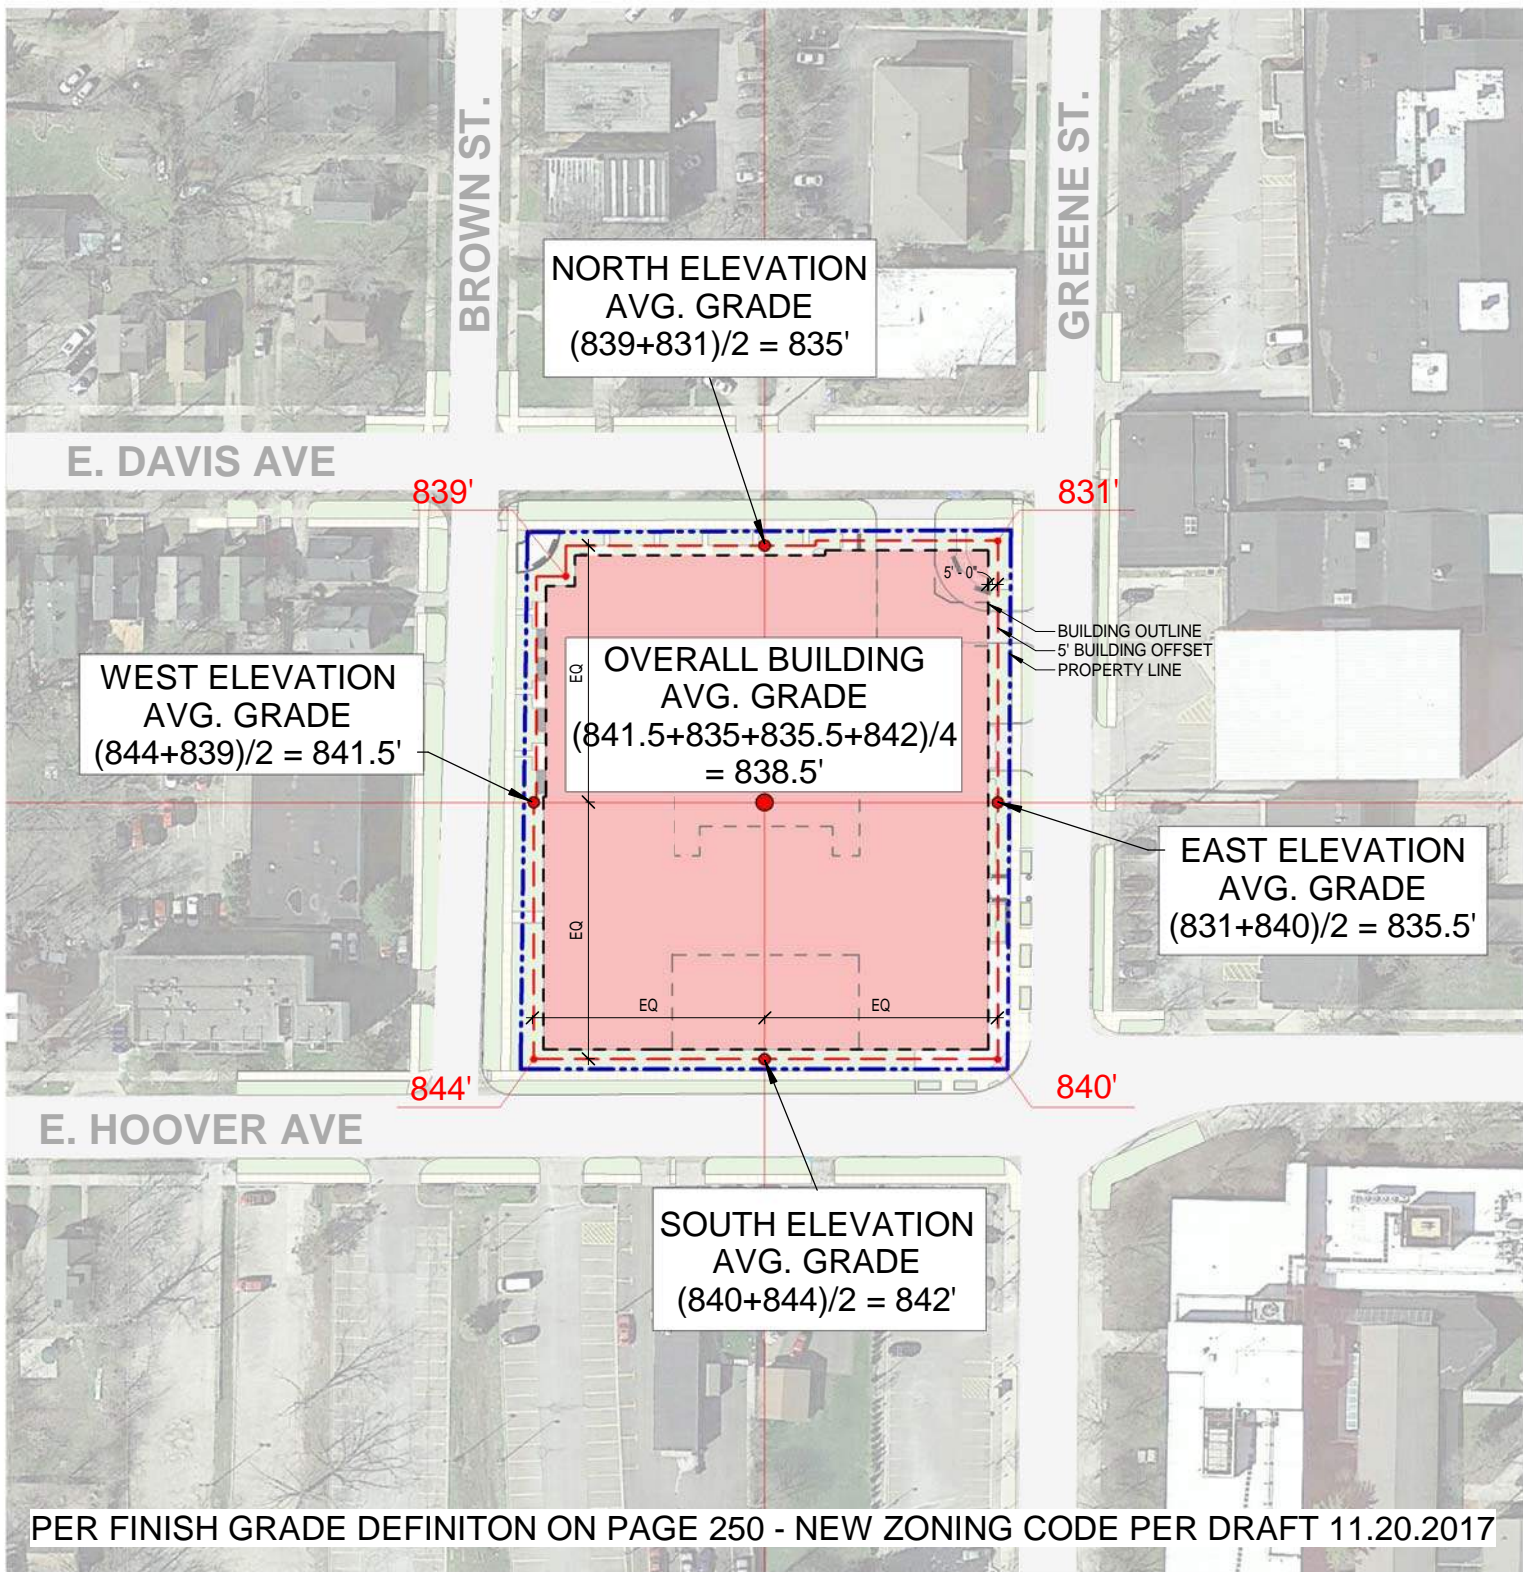 BROWN ST.
GREENE ST.
NORTH ELEVATION
AVG. GRADE
(839+831)/2 = 835'
E. DAVIS AVE
839'
831'
5' - 0"
BUILDING OUTLINE
5' BUILDING OFFSET
PROPERTY LINE
EQ
OVERALL BUILDING
AVG. GRADE
(841.5+835+835.5+842)/4
= 838.5'
WEST ELEVATION
AVG. GRADE
(844+839)/2 = 841.5'
EAST ELEVATION
AVG. GRADE
(831+840)/2 = 835.5'
EQ
EQ
EQ
844'
840'
E. HOOVER AVE
SOUTH ELEVATION
AVG. GRADE
(840+844)/2 = 842'
PER FINISH GRADE DEFINITON ON PAGE 250 - NEW ZONING CODE PER DRAFT 11.20.2017